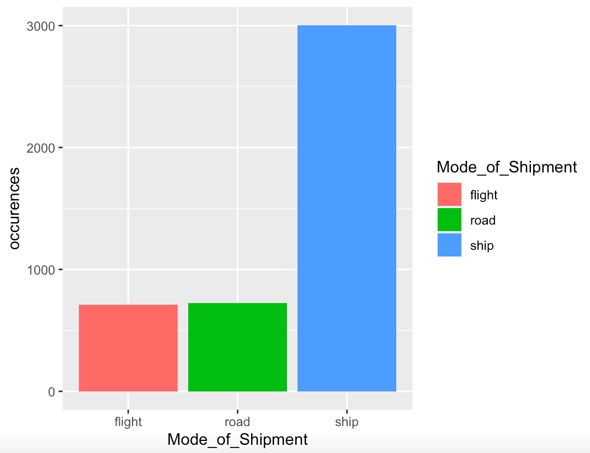 3000
2000
1000
0
occurences
flight road ship
Mode_of_Shipment
Mode_of_Shipment
flight
road
ship